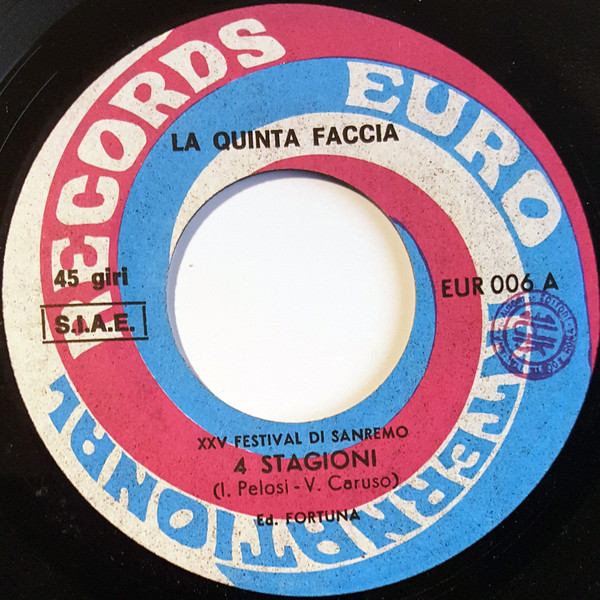 EURO INTERNATIONAL RECORDS
LA QUINTA FACCIA
45 giri
EUR 006 A
S.I.A.E.
XXV FESTIVAL DI SANREMO
4 STAGIONI
(I. Pelosi - V. Caruso)
Ed. FORTUNA